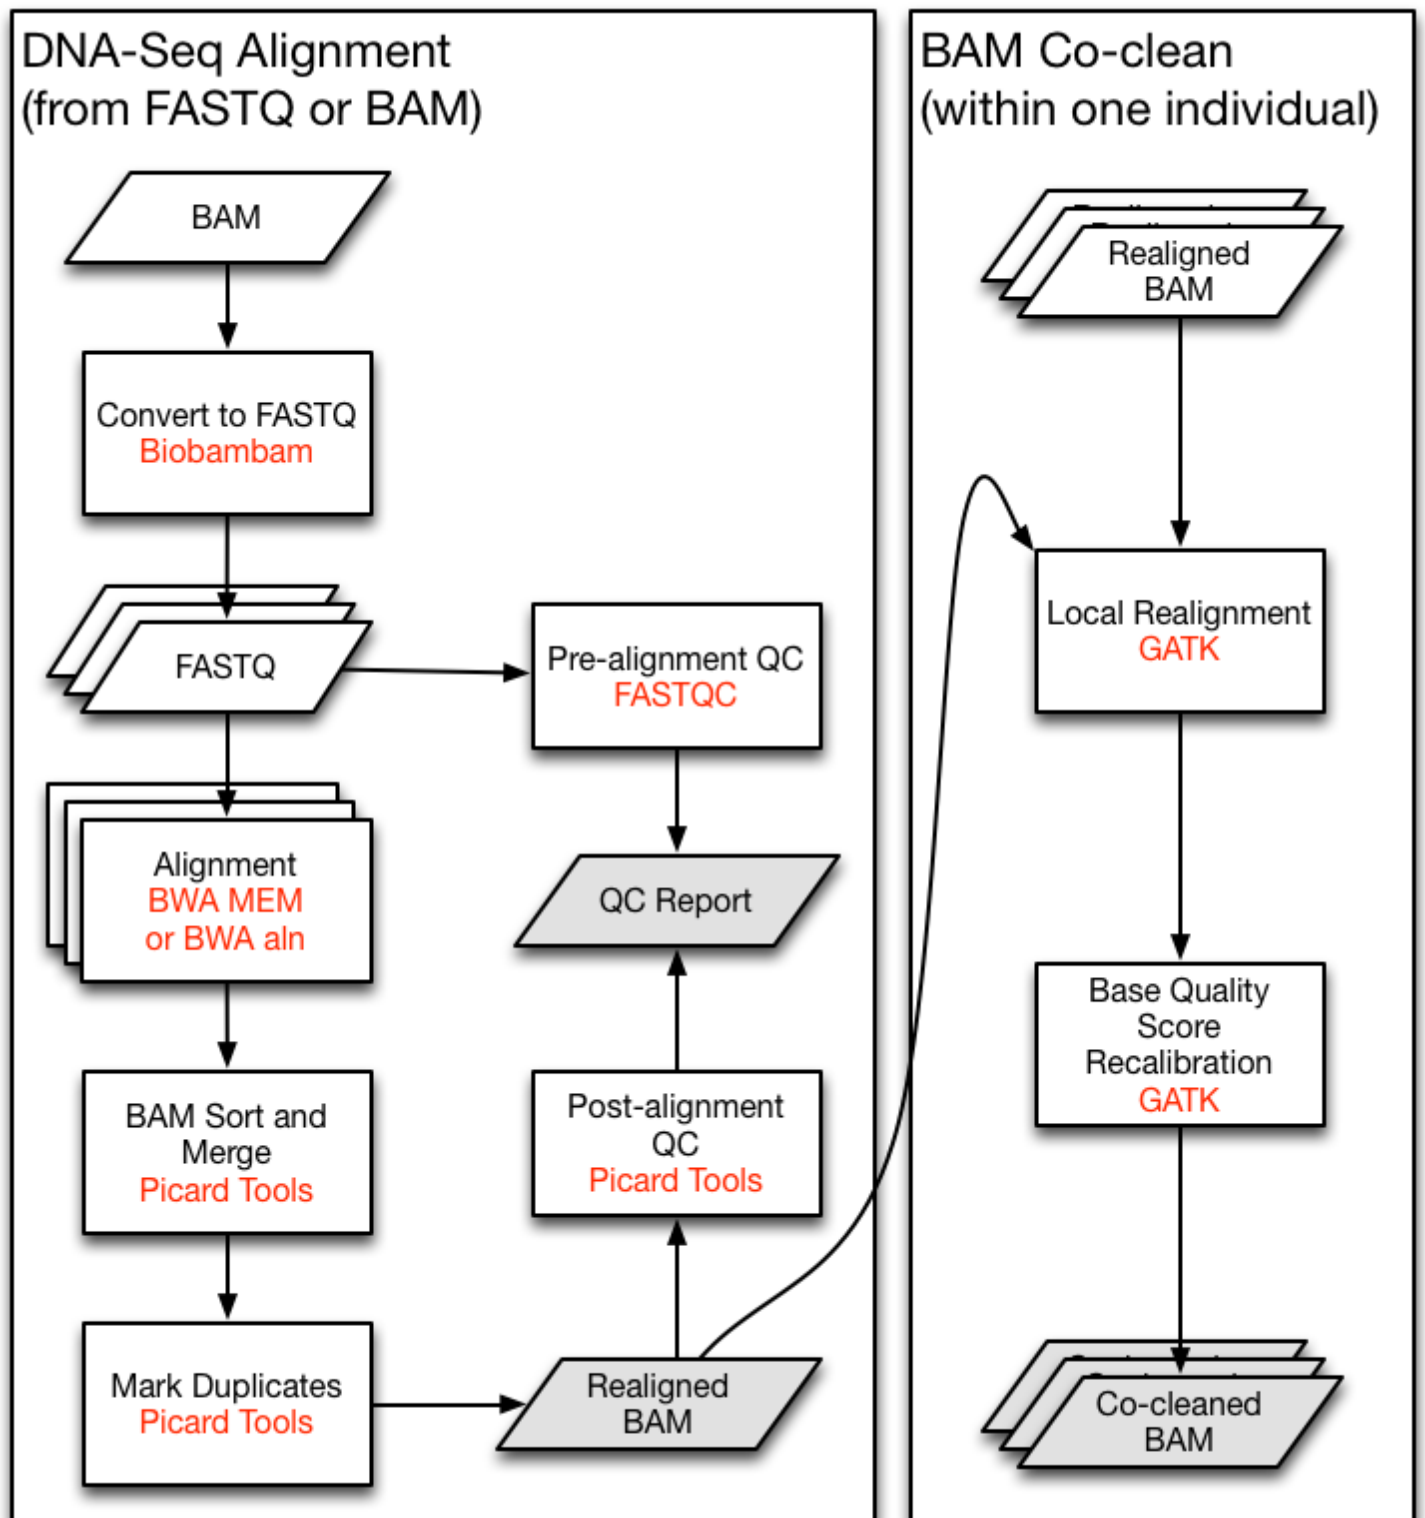 DNA-Seq Alignment
(from FASTQ or BAM)
BAM
Convert to FASTQ
Biobambam
FASTQ
Pre-alignment QC
FASTQC
Alignment
BWA MEM
or BWA aln
QC Report
BAM Sort and
Merge
Picard Tools
Post-alignment
QC
Picard Tools
Mark Duplicates
Picard Tools
Realigned
BAM
BAM Co-clean
(within one individual)
Realigned
BAM
Local Realignment
GATK
Base Quality
Score
Recalibration
GATK
Co-cleaned
BAM